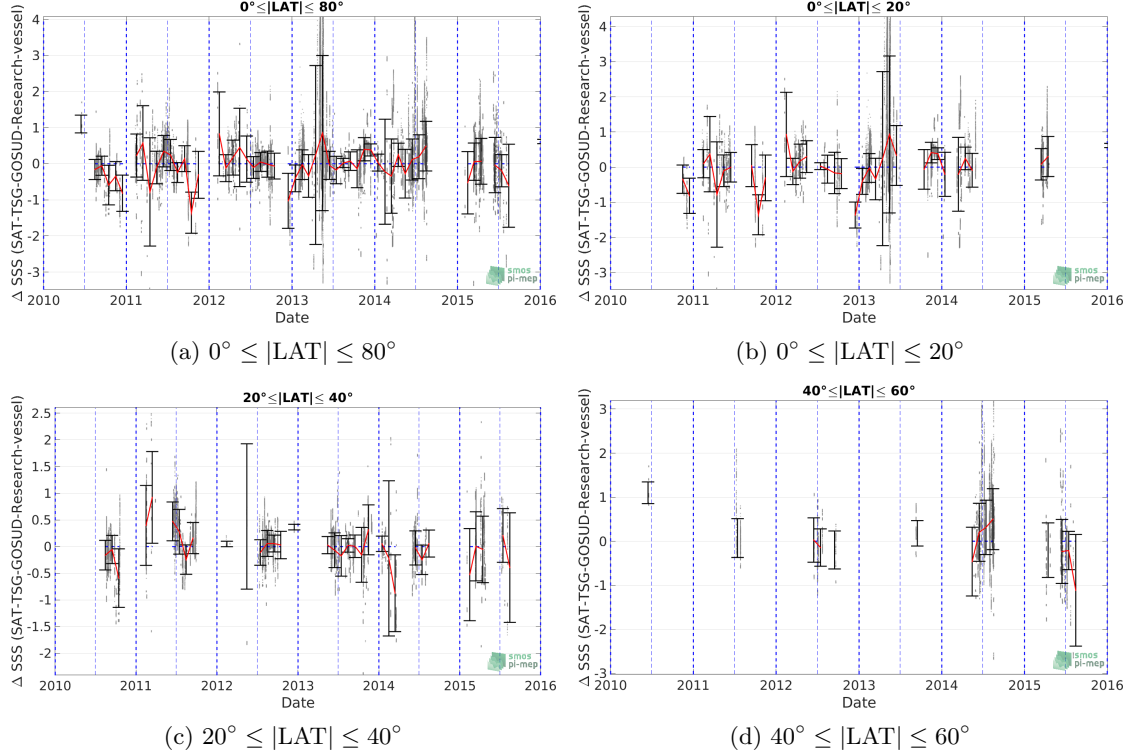 0°≤|LAT|≤ 80°
Δ SSS (SAT-TSG-GOSUD-Research-vessel)
4
3
2
1
0
-1
-2
-3
2010 2011 2012 2013 2014 2015 2016
Date
smos
pi-mep
(a) 0° ≤ |LAT| ≤ 80°
0°≤|LAT|≤ 20°
Δ SSS (SAT-TSG-GOSUD-Research-vessel)
4
3
2
1
0
-1
-2
-3
2010 2011 2012 2013 2014 2015 2016
Date
smos
pi-mep
(b) 0° ≤ |LAT| ≤ 20°
20°≤|LAT|≤ 40°
Δ SSS (SAT-TSG-GOSUD-Research-vessel)
2.5
2
1.5
1
0.5
0
-0.5
-1
-1.5
-2
2010 2011 2012 2013 2014 2015 2016
Date
smos
pi-mep
(c) 20° ≤ |LAT| ≤ 40°
40°≤|LAT|≤ 60°
Δ SSS (SAT-TSG-GOSUD-Research-vessel)
3
2
1
0
-1
-2
-3
2010 2011 2012 2013 2014 2015 2016
Date
smos
pi-mep
(d) 40° ≤ |LAT| ≤ 60°